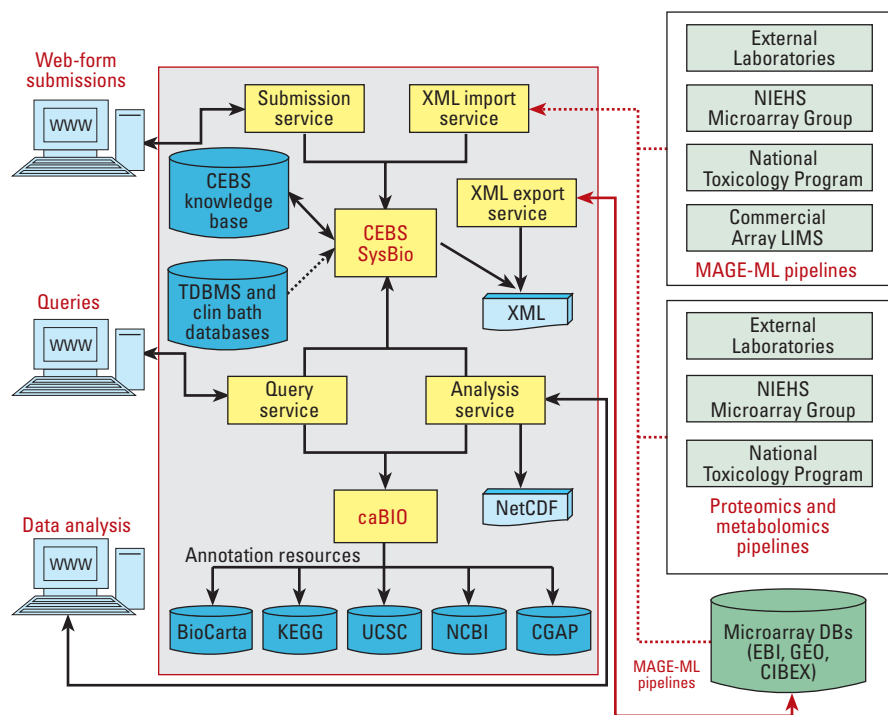 Web-form
submissions
WWW
Submission
service
XML import
service
CEBS
knowledge
base
CEBS
SysBio
XML export
service
TDBMS and
clin bath
databases
XML
Queries
WWW
Query
service
Analysis
service
NetCDF
caBIO
Data analysis
WWW
Annotation resources
BioCarta
KEGG
UCSC
NCBI
CGAP
External
Laboratories
NIEHS
Microarray Group
National
Toxicology Program
Commercial
Array LIMS
MAGE-ML pipelines
External
Laboratories
NIEHS
Microarray Group
National
Toxicology Program
Proteomics and
metabolomics
pipelines
Microarray DBs
(EBI, GEO,
CIBEX)
MAGE-ML
pipelines